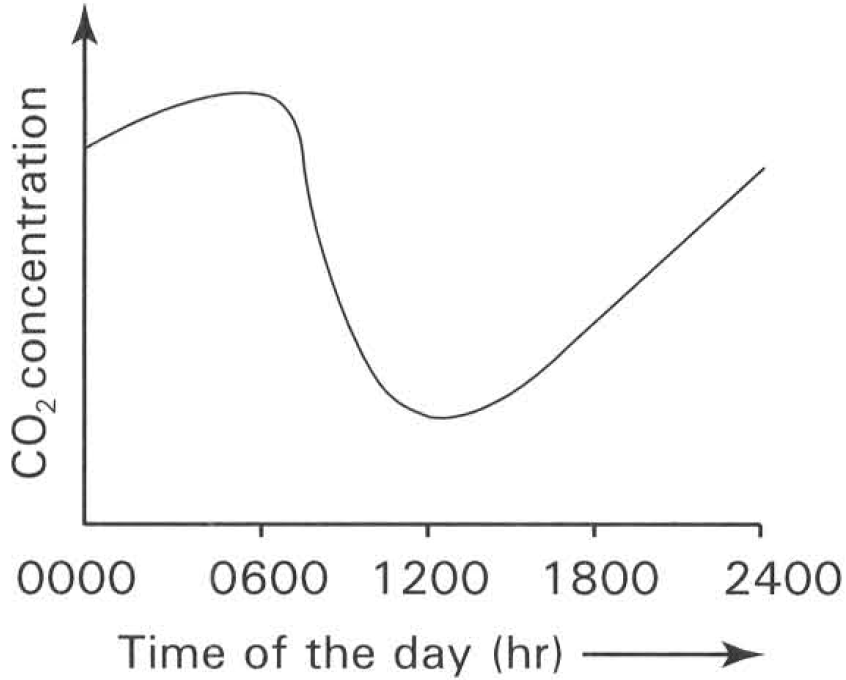 CO₂ concentration
0000 0600 1200 1800 2400
Time of the day (hr)